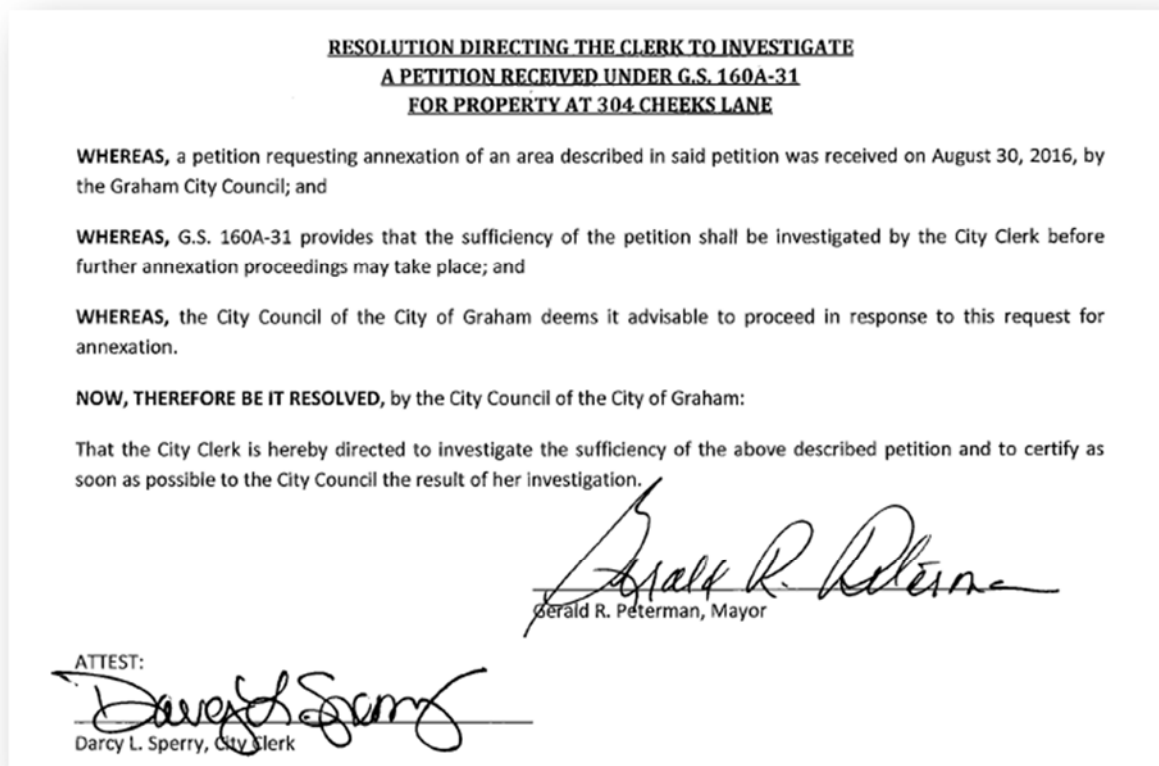 RESOLUTION DIRECTING THE CLERK TO INVESTIGATE
A PETITION RECEIVED UNDER G.S. 160A-31
FOR PROPERTY AT 304 CHEEKS LANE
WHEREAS, a petition requesting annexation of an area described in said petition was received on August 30, 2016, by
the Graham City Council; and
WHEREAS, G.S. 160A-31 provides that the sufficiency of the petition shall be investigated by the City Clerk before
further annexation proceedings may take place; and
WHEREAS, the City Council of the City of Graham deems it advisable to proceed in response to this request for
annexation.
NOW, THEREFORE BE IT RESOLVED, by the City Council of the City of Graham:
That the City Clerk is hereby directed to investigate the sufficiency of the above described petition and to certify as
soon as possible to the City Council the result of her investigation.
Gerald R. Peterman
Gerald R. Peterman, Mayor
ATTEST:
Darcy L Sperry
Darcy L. Sperry, City Clerk